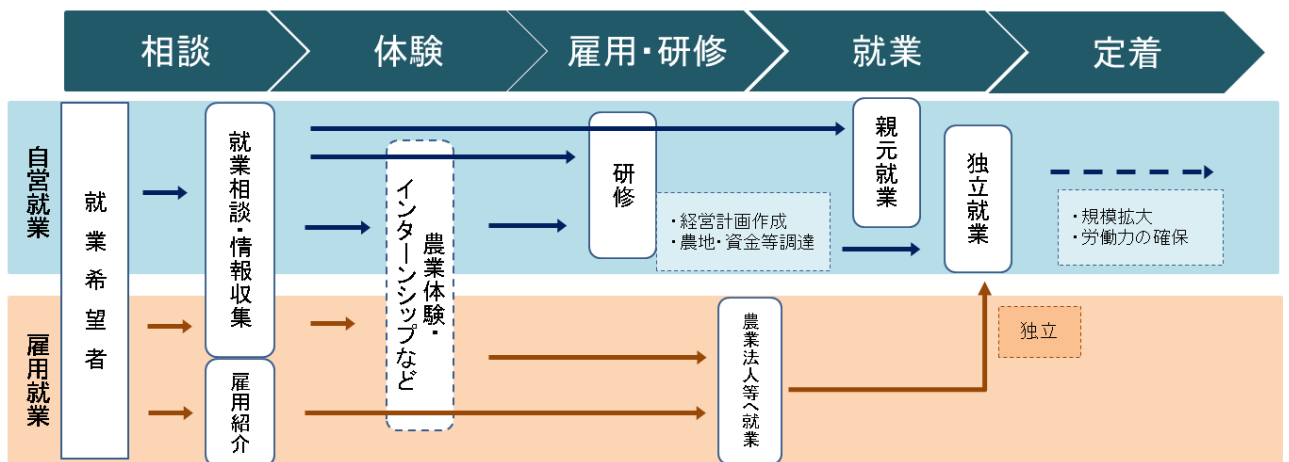 相談
体験
雇用・研修
就業
定着
自営就業
就業希望者
就業相談・情報収集
農業体験・
インターンシップなど
研修
・経営計画作成
・農地・資金等調達
親元就業
独立就業
・規模拡大
・労働力の確保
雇用就業
雇用紹介
農業法人等へ就業
独立